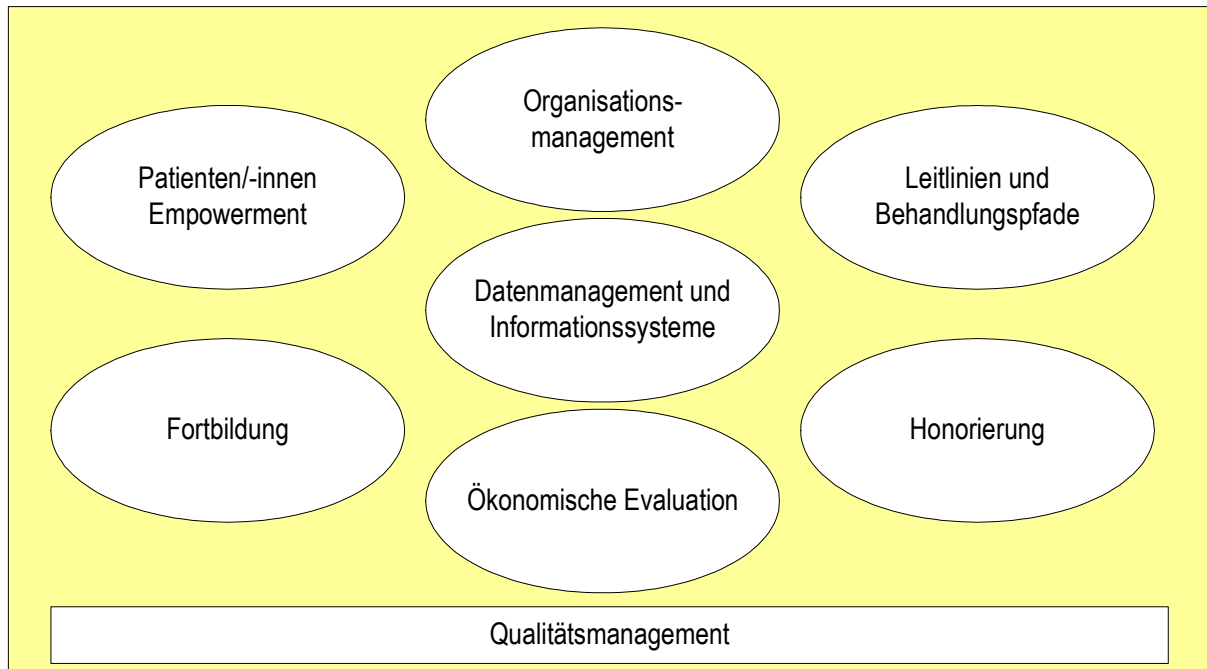 Organisations-
management
Patienten/-innen
Empowerment
Leitlinien und
Behandlungspfade
Datenmanagement und
Informationssysteme
Fortbildung
Honorierung
Ökonomische Evaluation
Qualitätsmanagement